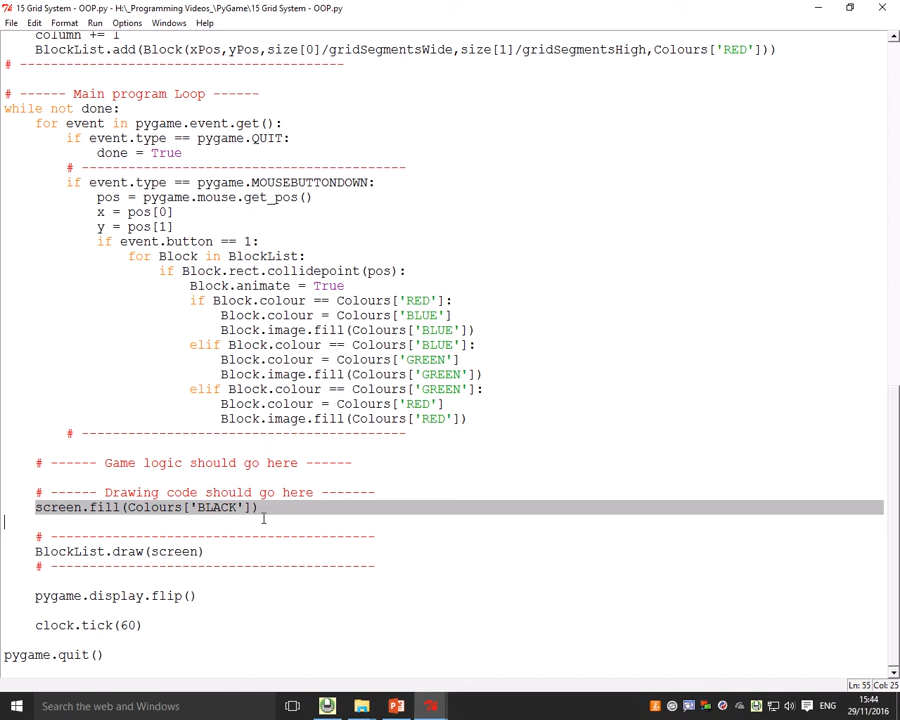 15 Grid System - OOP.py - H:\_Programming Videos_\PyGame\15 Grid System - OOP.py
File Edit Format Run Options Windows Help
column += 1
BlockList.add(Block(xPos,yPos,size[0]/gridSegmentsWide,size[1]/gridSegmentsHigh,Colours['RED']))
# ------------------------------------------
# ------ Main program Loop ------
while not done:
for event in pygame.event.get():
if event.type == pygame.QUIT:
done = True
# ------------------------------------------
if event.type == pygame.MOUSEBUTTONDOWN:
pos = pygame.mouse.get_pos()
x = pos[0]
y = pos[1]
if event.button == 1:
for Block in BlockList:
if Block.rect.collidepoint(pos):
Block.animate = True
if Block.colour == Colours['RED']:
Block.colour = Colours['BLUE']
Block.image.fill(Colours['BLUE'])
elif Block.colour == Colours['BLUE']:
Block.colour = Colours['GREEN']
Block.image.fill(Colours['GREEN'])
elif Block.colour == Colours['GREEN']:
Block.colour = Colours['RED']
Block.image.fill(Colours['RED'])
# ------------------------------------------
# ------ Game logic should go here ------
# ------ Drawing code should go here -------
screen.fill(Colours['BLACK'])
# ------------------------------------------
BlockList.draw(screen)
# ------------------------------------------
pygame.display.flip()
clock.tick(60)
pygame.quit()
Ln: 55 Col: 25
Search the web and Windows
ENG
15:44
29/11/2016